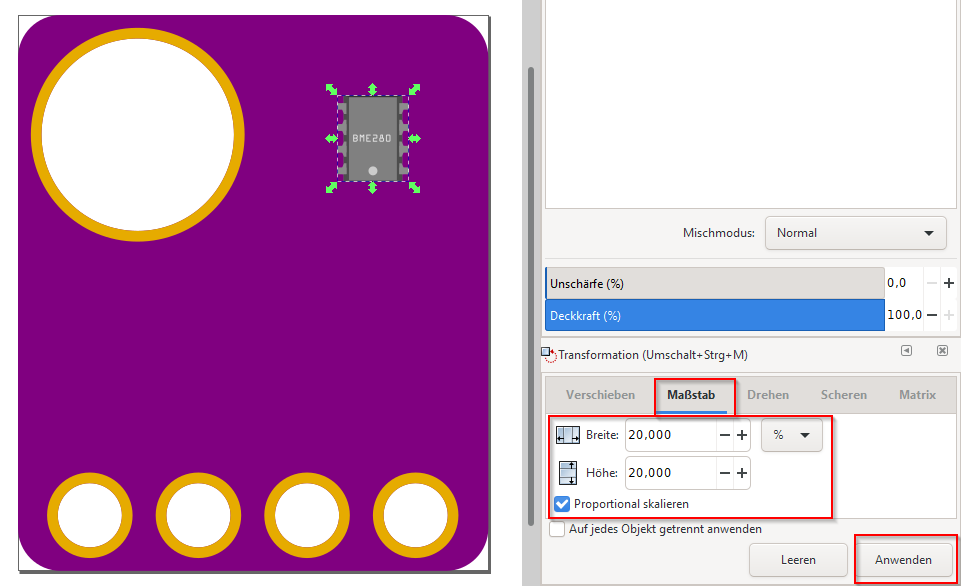 BME280
Mischmodus: Normal
Unschärfe (%) 0,0
Deckkraft (%) 100,0
Transformation (Umschalt+Strg+M)
Verschieben Maßstab Drehen Scheren Matrix
Breite: 20,000 %
Höhe: 20,000
Proportional skalieren
Auf jedes Objekt getrennt anwenden
Leeren Anwenden